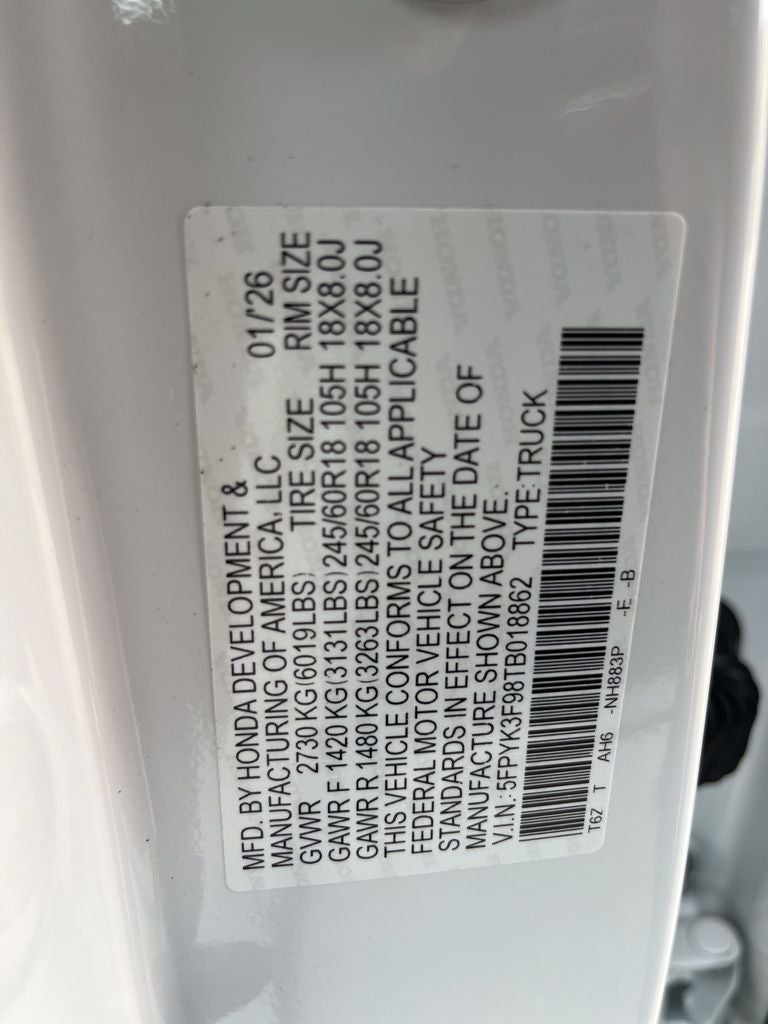 MFD. BY HONDA DEVELOPMENT &
MANUFACTURING OF AMERICA, LLC 01/'26
GVWR 2730 KG(6019LBS) TIRE SIZE RIM SIZE
GAWR F 1420 KG(3131LBS)245/60R18 105H 18X8.0J
GAWR R 1480 KG(3263LBS)245/60R18 105H 18X8.0J
THIS VEHICLE CONFORMS TO ALL APPLICABLE
FEDERAL MOTOR VEHICLE SAFETY
STANDARDS IN EFFECT ON THE DATE OF
MANUFACTURE SHOWN ABOVE.
V.I.N.:5FPYK3F98TB018862 TYPE:TRUCK
T6Z T AH6 -NH883P -E -B